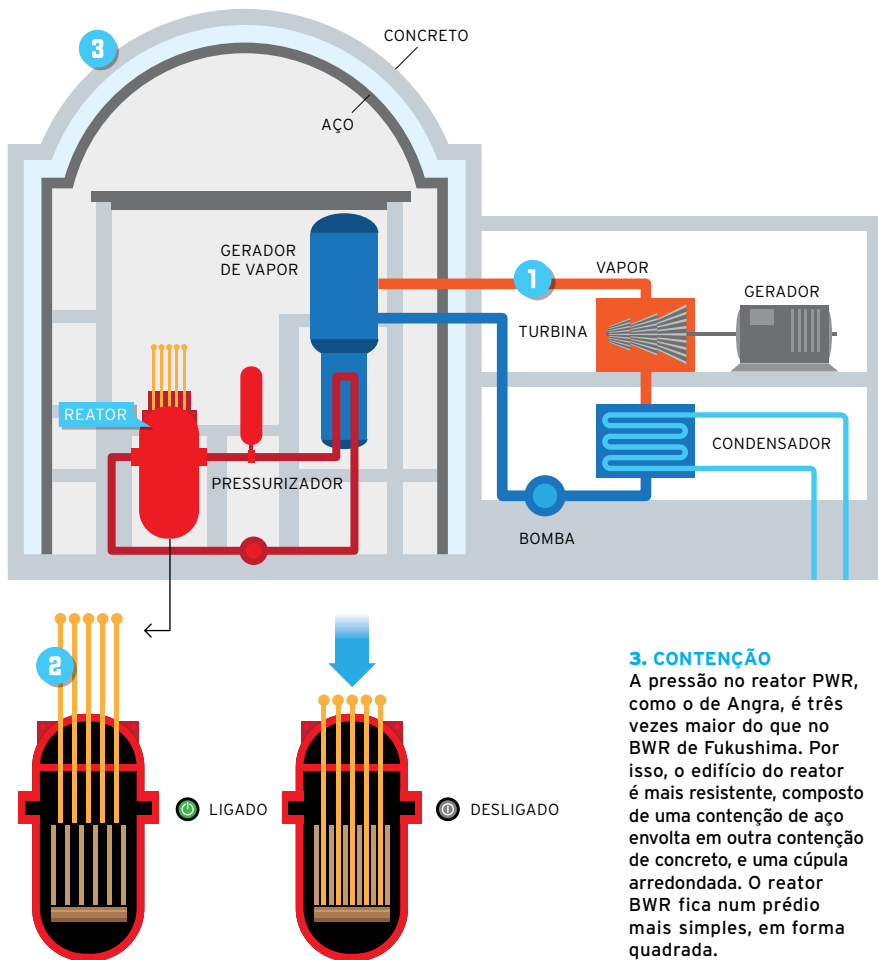 3
CONCRETO
AÇO
GERADOR
DE VAPOR
1
VAPOR
GERADOR
TURBINA
REATOR
CONDENSADOR
PRESSURIZADOR
BOMBA
2
LIGADO
DESLIGADO
3. CONTENÇÃO
A pressão no reator PWR,
como o de Angra, é três
vezes maior do que no
BWR de Fukushima. Por
isso, o edifício do reator
é mais resistente, composto
de uma contenção de aço
envolta em outra contenção
de concreto, e uma cúpula
arredondada. O reator
BWR fica num prédio
mais simples, em forma
quadrada.